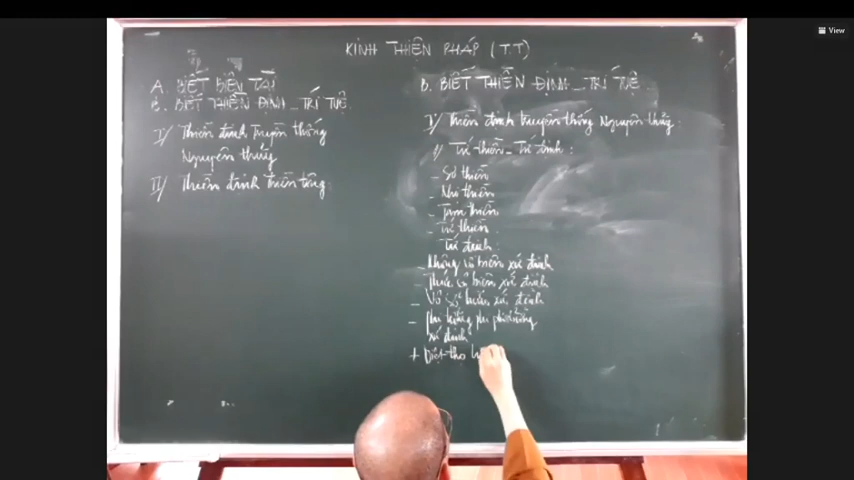 KINH THIỆN PHÁP (T.T)
A. BIẾT BIỆN TÀI
B. BIẾT THIỀN ĐỊNH - TRÍ TUỆ
I/ Thiền định truyền thống
Nguyên thủy
II/ Thiền định thiền tông
B. BIẾT THIỀN ĐỊNH - TRÍ TUỆ
I/ Thiền định truyền thống Nguyên thủy
1/ Tứ thiền - Tứ định :
- Sơ thiền
- Nhị thiền
- Tam thiền
- Tứ thiền
Tứ định :
- Không vô biên xứ định
- Thức vô biên xứ định
- Vô sở hữu xứ định
- Phi tưởng phi phi tưởng
xứ định
+ Diệt thọ
View